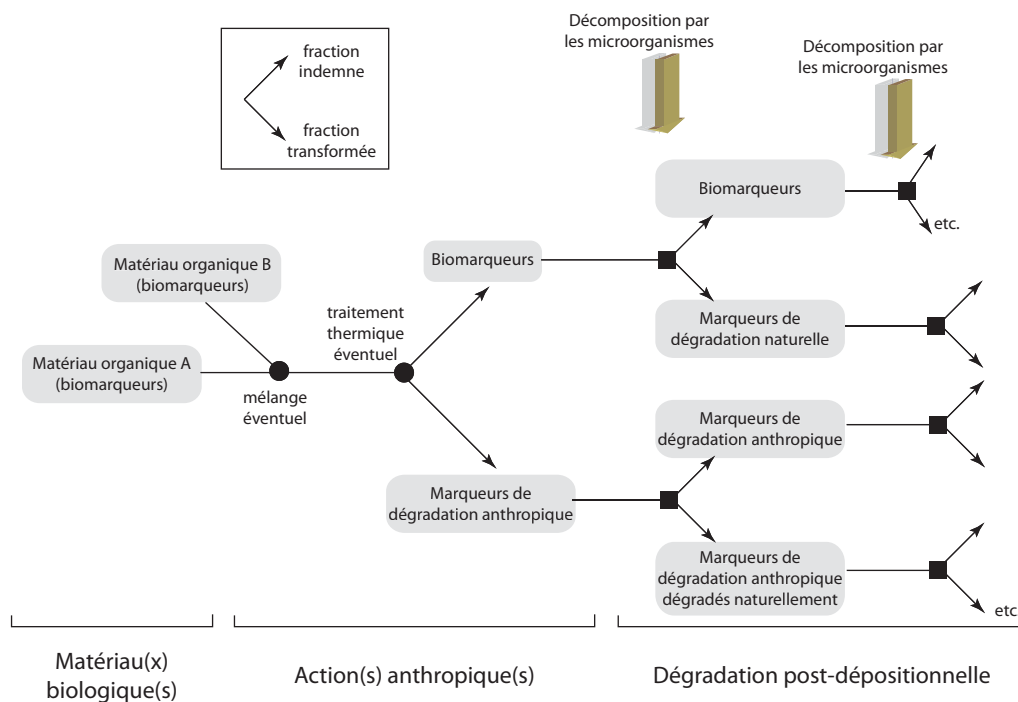 Décomposition par
les microorganismes
Décomposition par
les microorganismes
fraction
indemne
fraction
transformée
Biomarqueurs
etc.
Matériau organique B
(biomarqueurs)
Biomarqueurs
traitement
thermique
éventuel
Marqueurs de
dégradation naturelle
Matériau organique A
(biomarqueurs)
mélange
éventuel
Marqueurs de
dégradation anthropique
Marqueurs de
dégradation anthropique
Marqueurs de
dégradation anthropique
dégradés naturellement
etc
Matériau(x)
biologique(s)
Action(s) anthropique(s)
Dégradation post-dépositionnelle